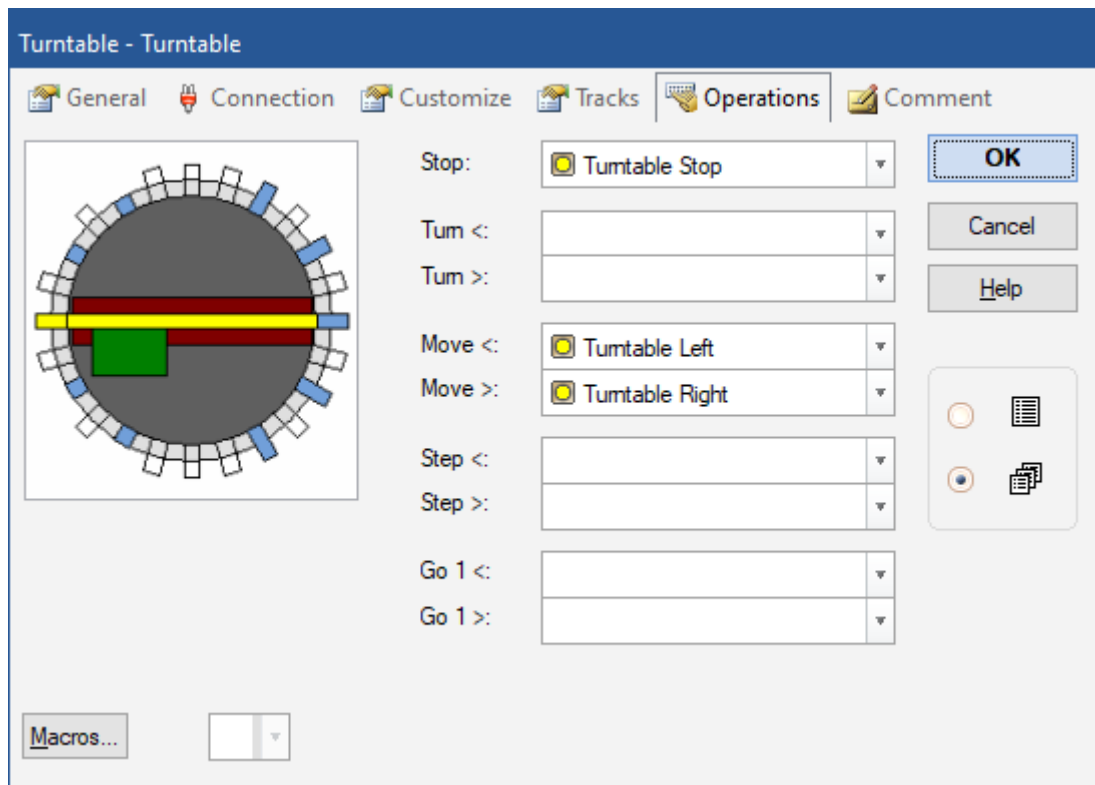 Turntable - Turntable
General Connection Customize Tracks Operations Comment
Stop: Turntable Stop OK
Turn <: Cancel
Turn >: Help
Move <: Turntable Left
Move >: Turntable Right
Step <:
Step >:
Go 1 <:
Go 1 >:
Macros...